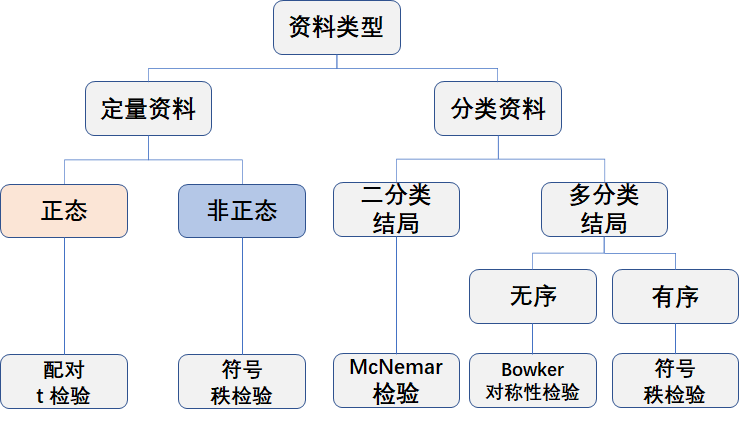 资料类型
定量资料
分类资料
正态
非正态
二分类
结局
多分类
结局
无序
有序
配对
t 检验
符号
秩检验
McNemar
检验
Bowker
对称性检验
符号
秩检验